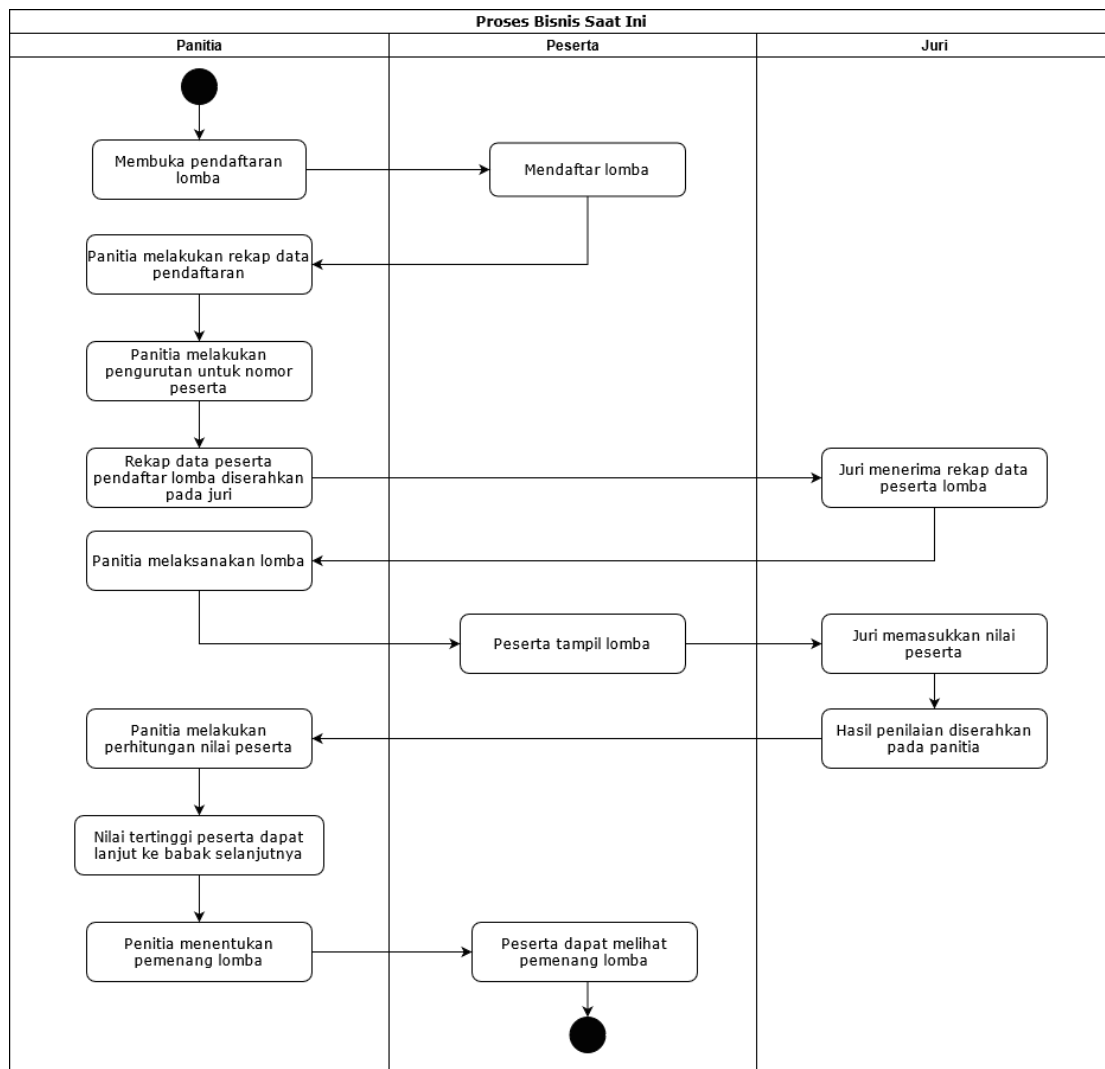 Proses Bisnis Saat Ini
Panitia
Peserta
Juri
Membuka pendaftaran
lomba
Mendaftar lomba
Panitia melakukan rekap data
pendaftaran
Panitia melakukan
pengurutan untuk nomor
peserta
Rekap data peserta
pendaftar lomba diserahkan
pada juri
Juri menerima rekap data
peserta lomba
Panitia melaksanakan lomba
Peserta tampil lomba
Juri memasukkan nilai
peserta
Hasil penilaian diserahkan
pada panitia
Panitia melakukan
perhitungan nilai peserta
Nilai tertinggi peserta dapat
lanjut ke babak selanjutnya
Penitia menentukan
pemenang lomba
Peserta dapat melihat
pemenang lomba